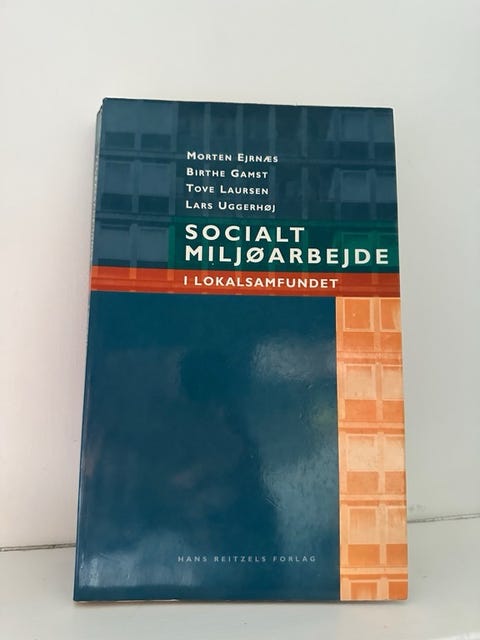 Morten Ejrnæs
Birthe Gamst
Tove Laursen
Lars Uggerhøj
SOCIALT
MILJØARBEJDE
I LOKALSAMFUNDET
HANS REITZELS FORLAG